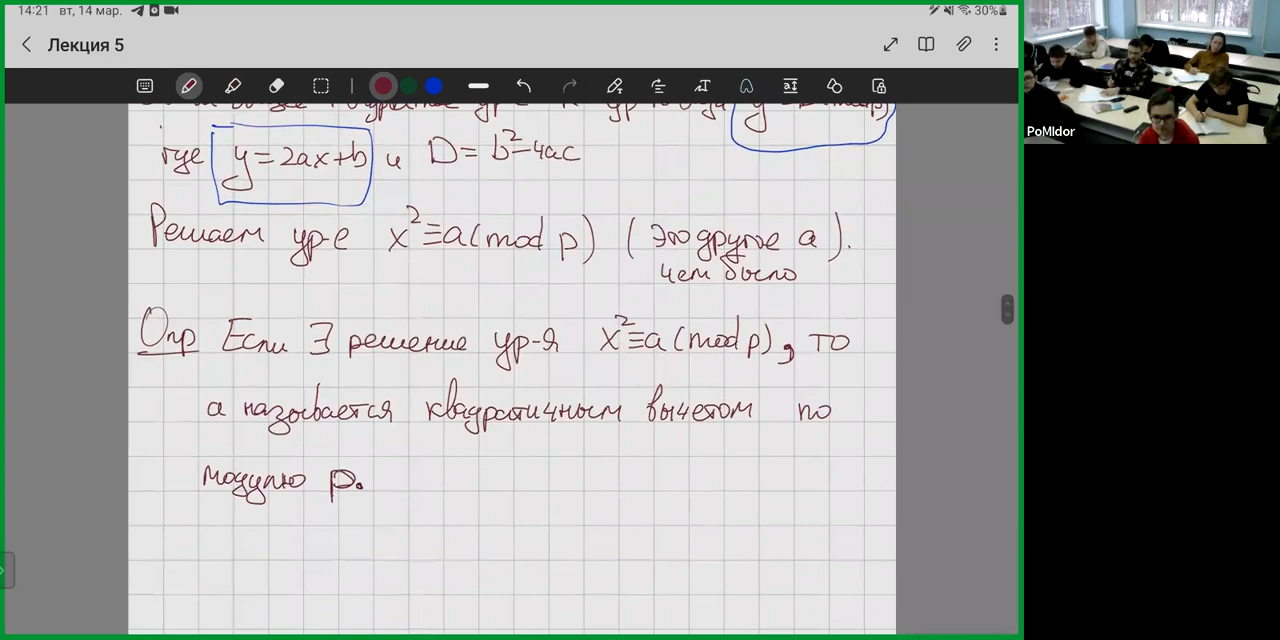 14:21 вт, 14 мар. 30%
Лекция 5
PoMIdor
где y=2ax+b и D= b²-4ac
Решаем ур-е x²≡a(mod p) (это другое a).
чем было
Опр Если ∃ решение ур-я x²≡a(mod p), то
a называется квадратичным вычетом по
модулю p.